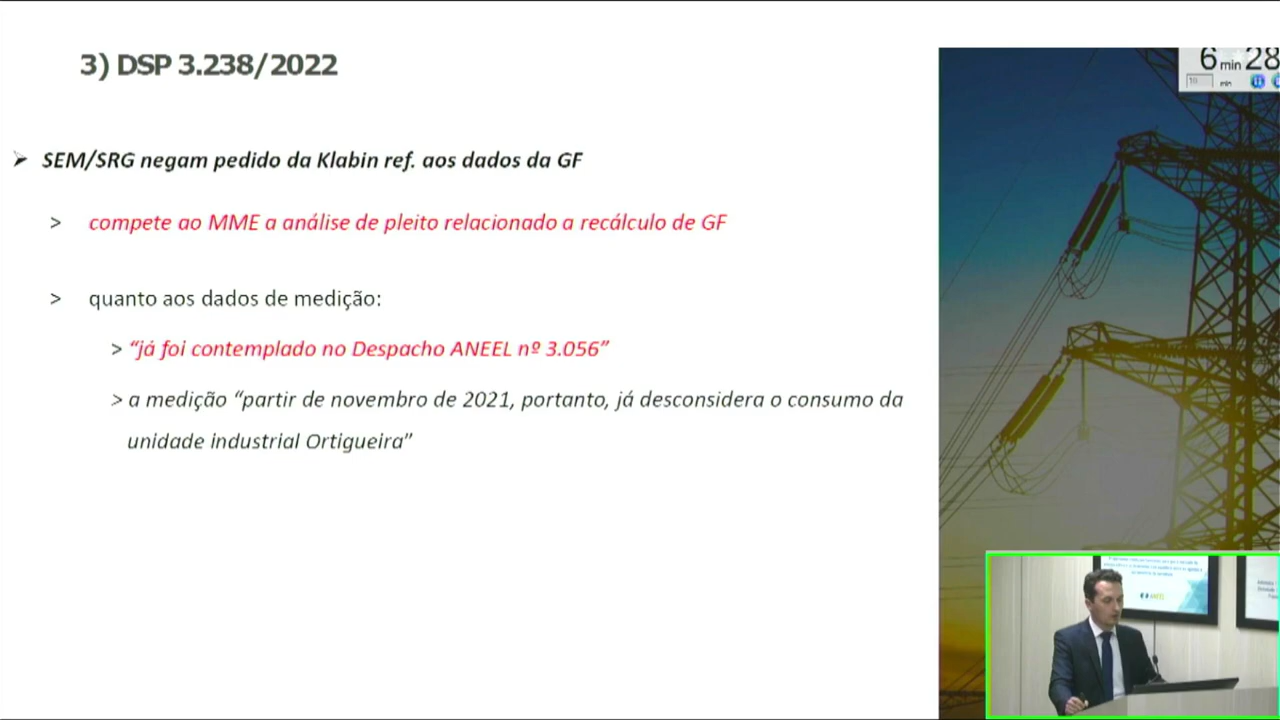 3) DSP 3.238/2022
6 min 28
10 min
➢ SEM/SRG negam pedido da Klabin ref. aos dados da GF
> compete ao MME a análise de pleito relacionado a recálculo de GF
> quanto aos dados de medição:
> “já foi contemplado no Despacho ANEEL nº 3.056”
> a medição “partir de novembro de 2021, portanto, já desconsidera o consumo da
unidade industrial Ortigueira”
ANEEL